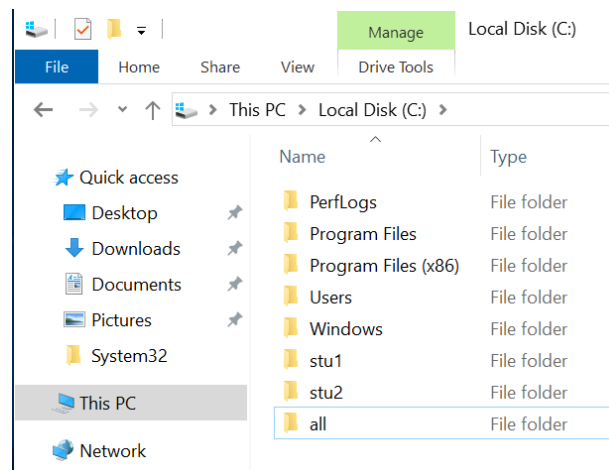 Manage Local Disk (C:)
File Home Share View Drive Tools
This PC > Local Disk (C:) >
Name Type
Quick access
Desktop
Downloads
Documents
Pictures
System32
This PC
Network
PerfLogs File folder
Program Files File folder
Program Files (x86) File folder
Users File folder
Windows File folder
stu1 File folder
stu2 File folder
all File folder